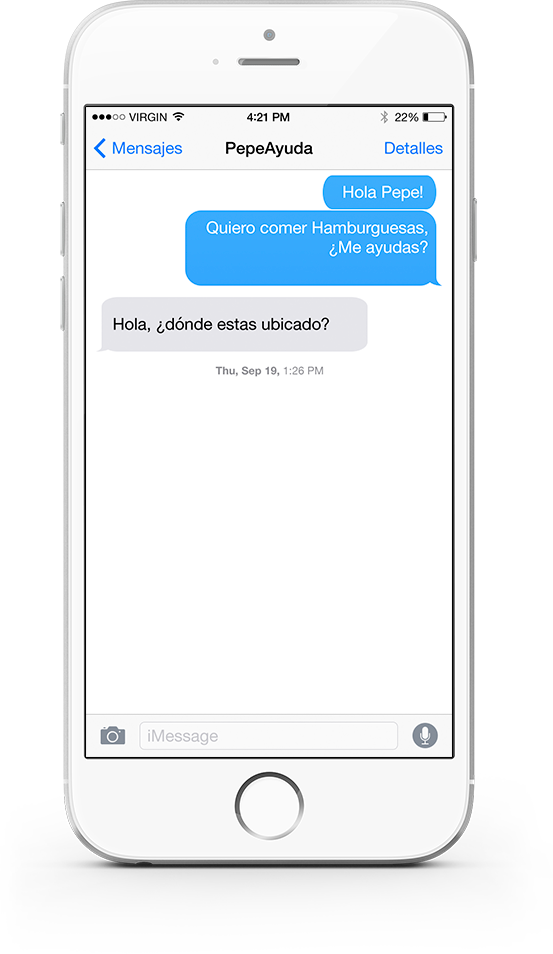 VIRGIN 4:21 PM 22%
Mensajes PepeAyuda Detalles
Hola Pepe!
Quiero comer Hamburguesas,
¿Me ayudas?
Hola, ¿dónde estas ubicado?
Thu, Sep 19, 1:26 PM
iMessage